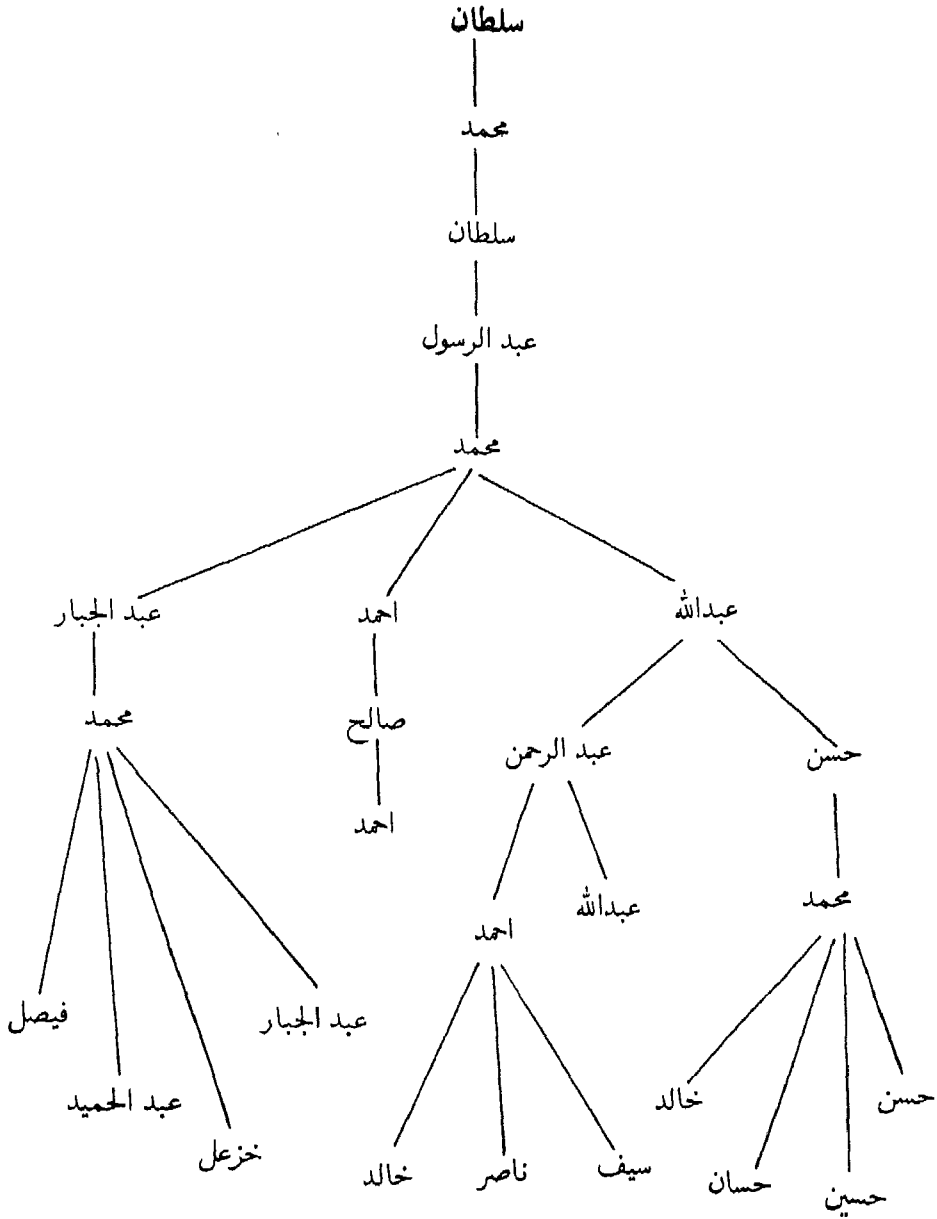 سلطان
محمد
سلطان
عبد الرسول
محمد
عبدالله
احمد
عبد الجبار
حسن
عبد الرحمن
صالح
محمد
احمد
محمد
عبدالله
احمد
عبد الجبار
فيصل
حسن
خالد
عبد الحميد
خزعل
سيف
ناصر
خالد
حسان
حسين